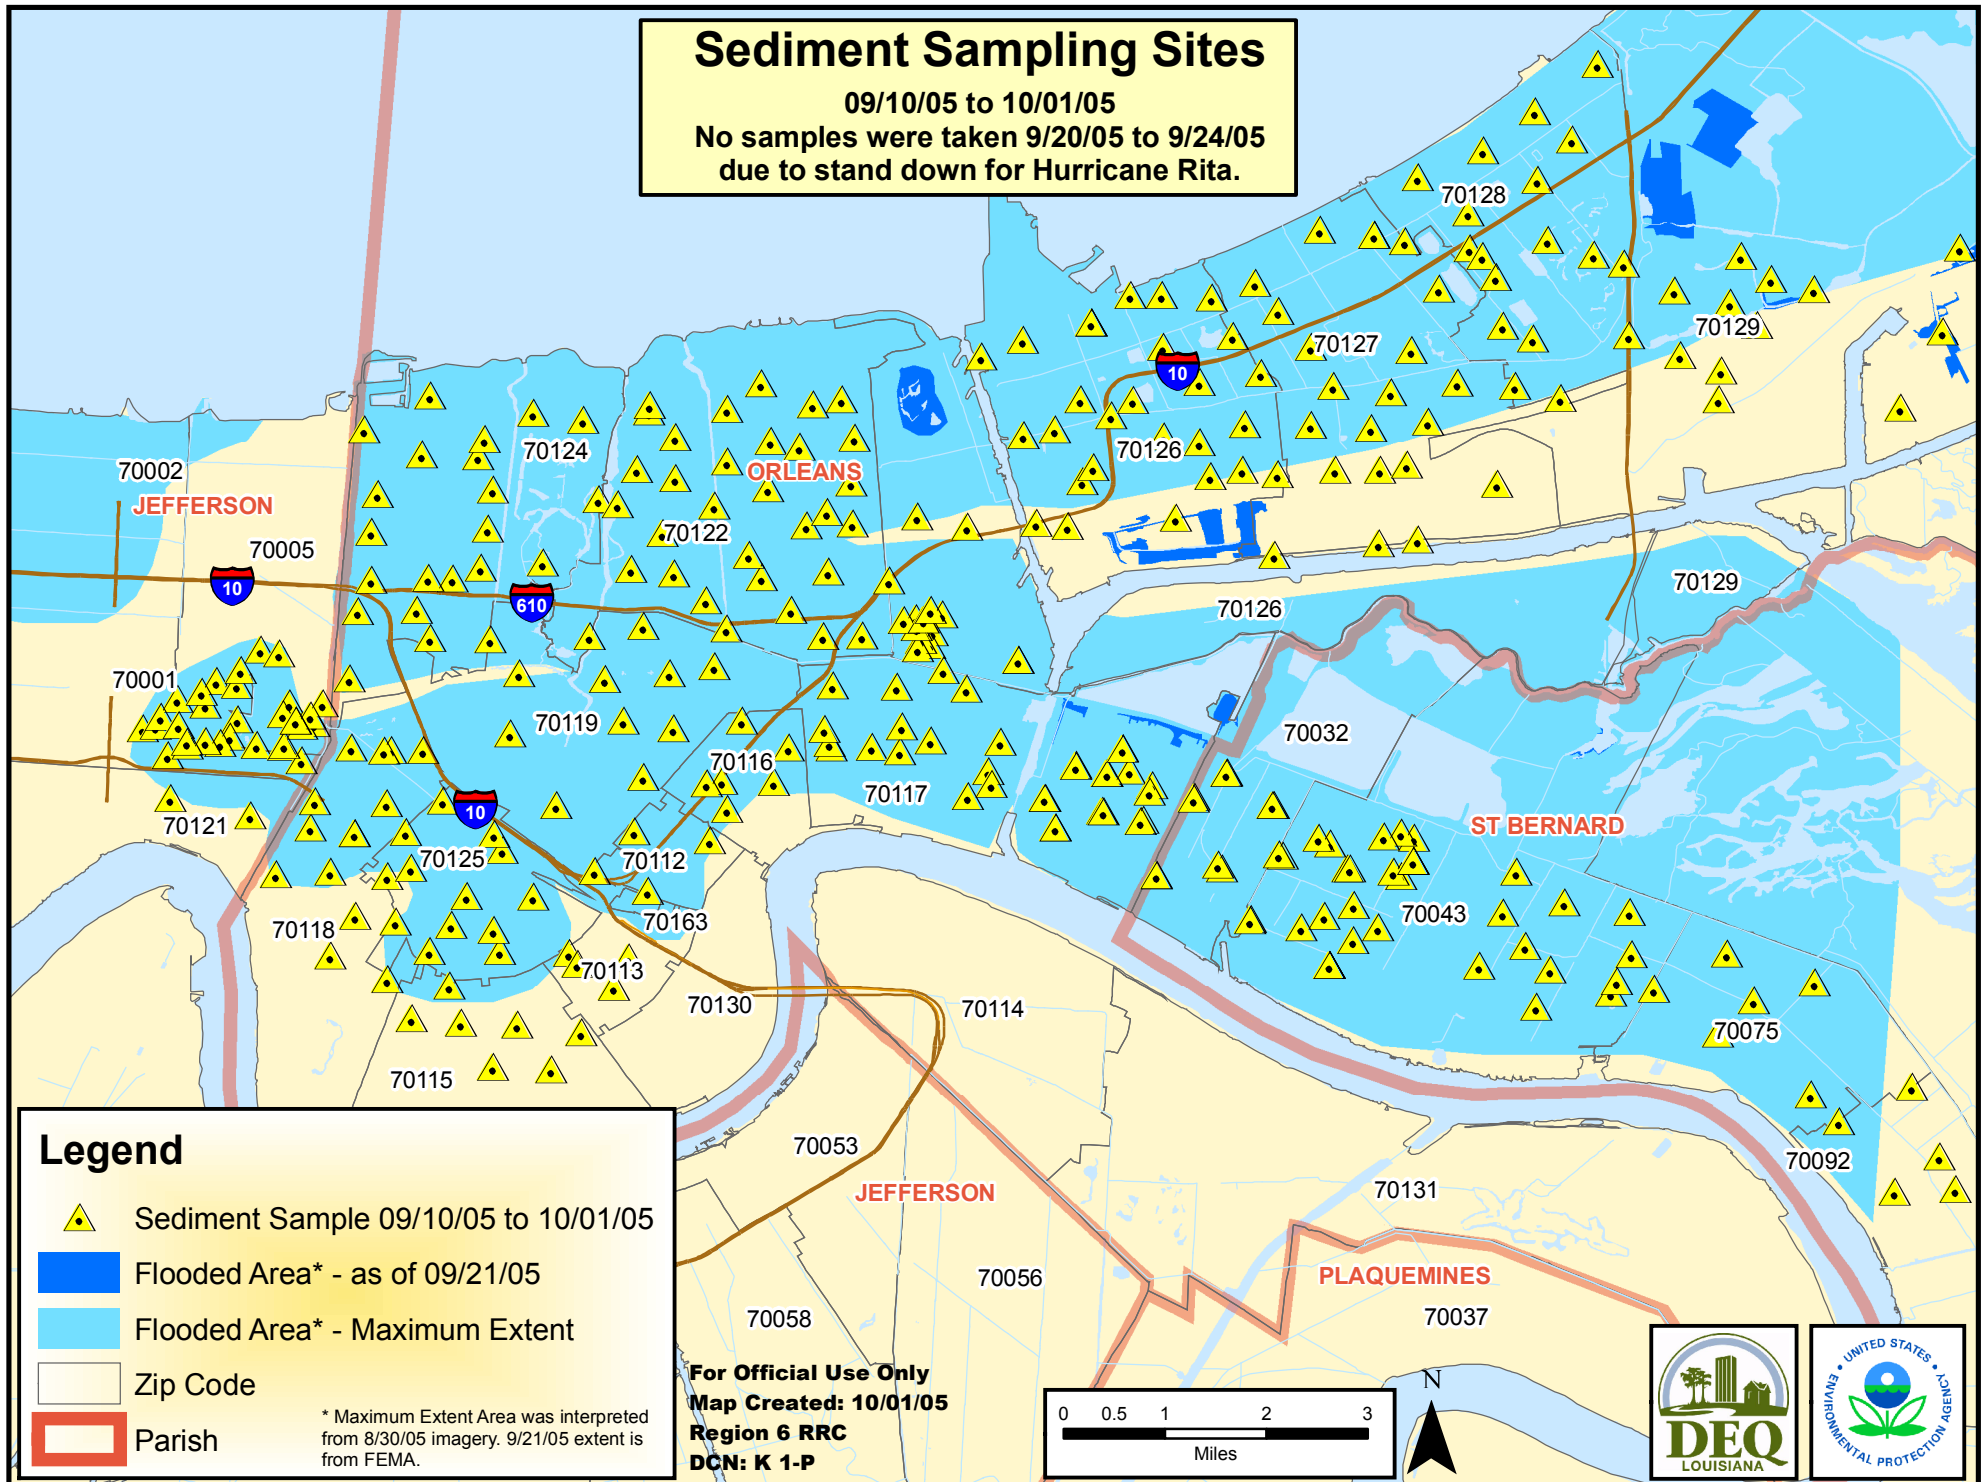 Sediment Sampling Sites
09/10/05 to 10/01/05
No samples were taken 9/20/05 to 9/24/05
due to stand down for Hurricane Rita.
70128
70129
70127
10
70126
70124
ORLEANS
70002
JEFFERSON
70122
70005
10
610
70129
70126
70001
70119
70032
70116
70117
10
70121
ST BERNARD
70125
70112
70043
70118
70163
70113
70130
70114
70075
70115
70053
70092
JEFFERSON
70131
70056
PLAQUEMINES
70058
70037
Legend
Sediment Sample 09/10/05 to 10/01/05
Flooded Area* - as of 09/21/05
Flooded Area* - Maximum Extent
Zip Code
Parish
* Maximum Extent Area was interpreted
from 8/30/05 imagery. 9/21/05 extent is
from FEMA.
For Official Use Only
Map Created: 10/01/05
Region 6 RRC
DCN: K 1-P
0 0.5 1 2 3
Miles
N
DEQ
LOUISIANA
UNITED STATES
ENVIRONMENTAL PROTECTION AGENCY